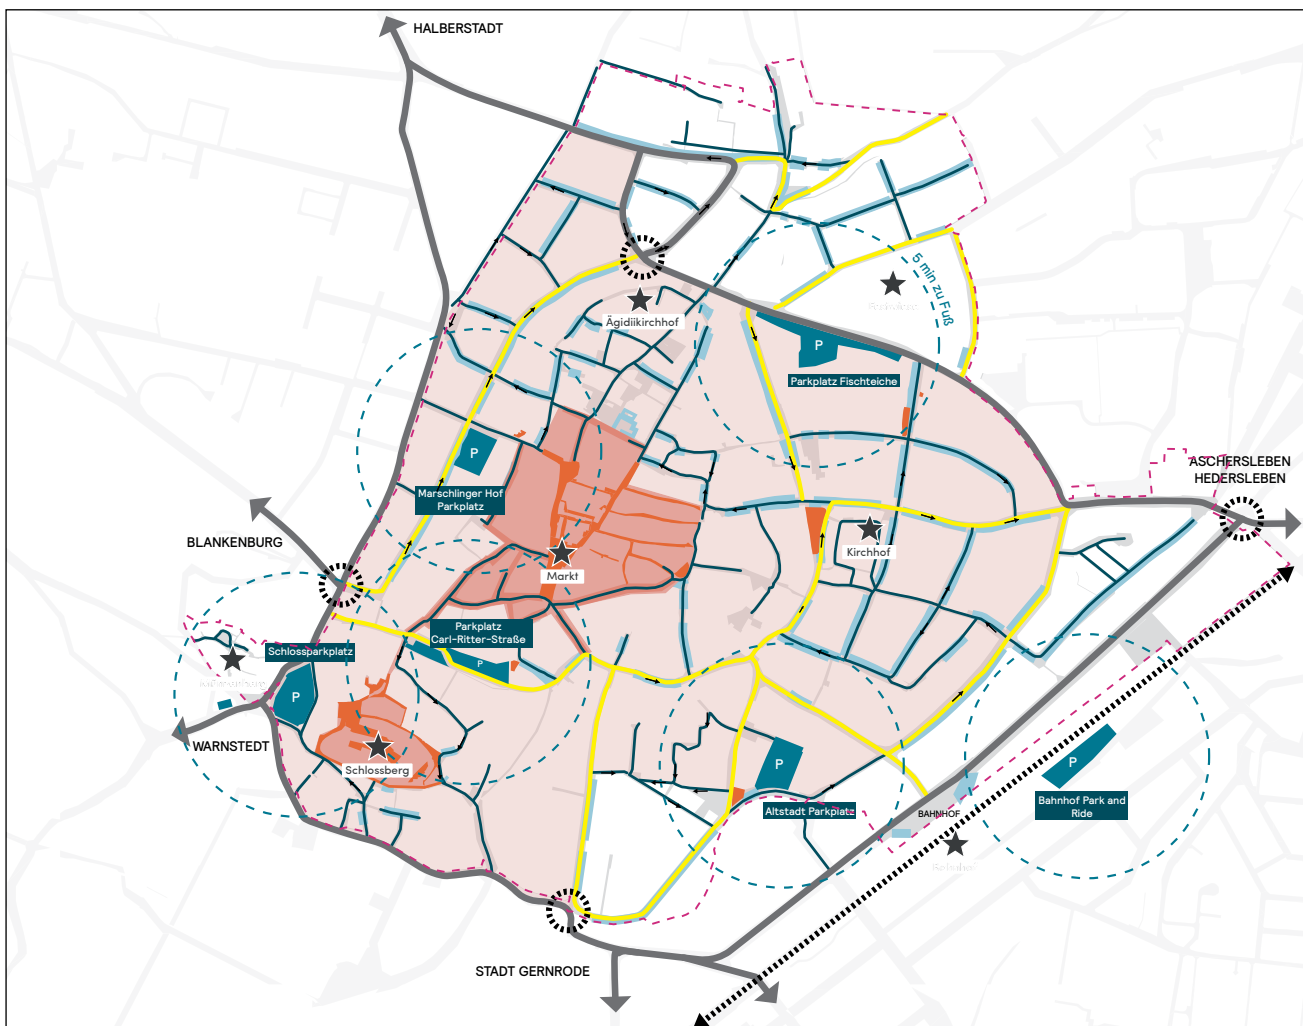 HALBERSTADT
5 min zu Fuß
Ägidiikirchhof
P
Parkplatz Fischteiche
ASCHERSLEBEN
HEDERSLEBEN
P
Marschlinger Hof
Parkplatz
BLANKENBURG
Kirchhof
Markt
Parkplatz
Carl-Ritter-Straße
P
Schlossparkplatz
P
WARNSTEDT
Schlossberg
P
Altstadt Parkplatz
P
Bahnhof Park and
Ride
BAHNHOF
STADT GERNRODE